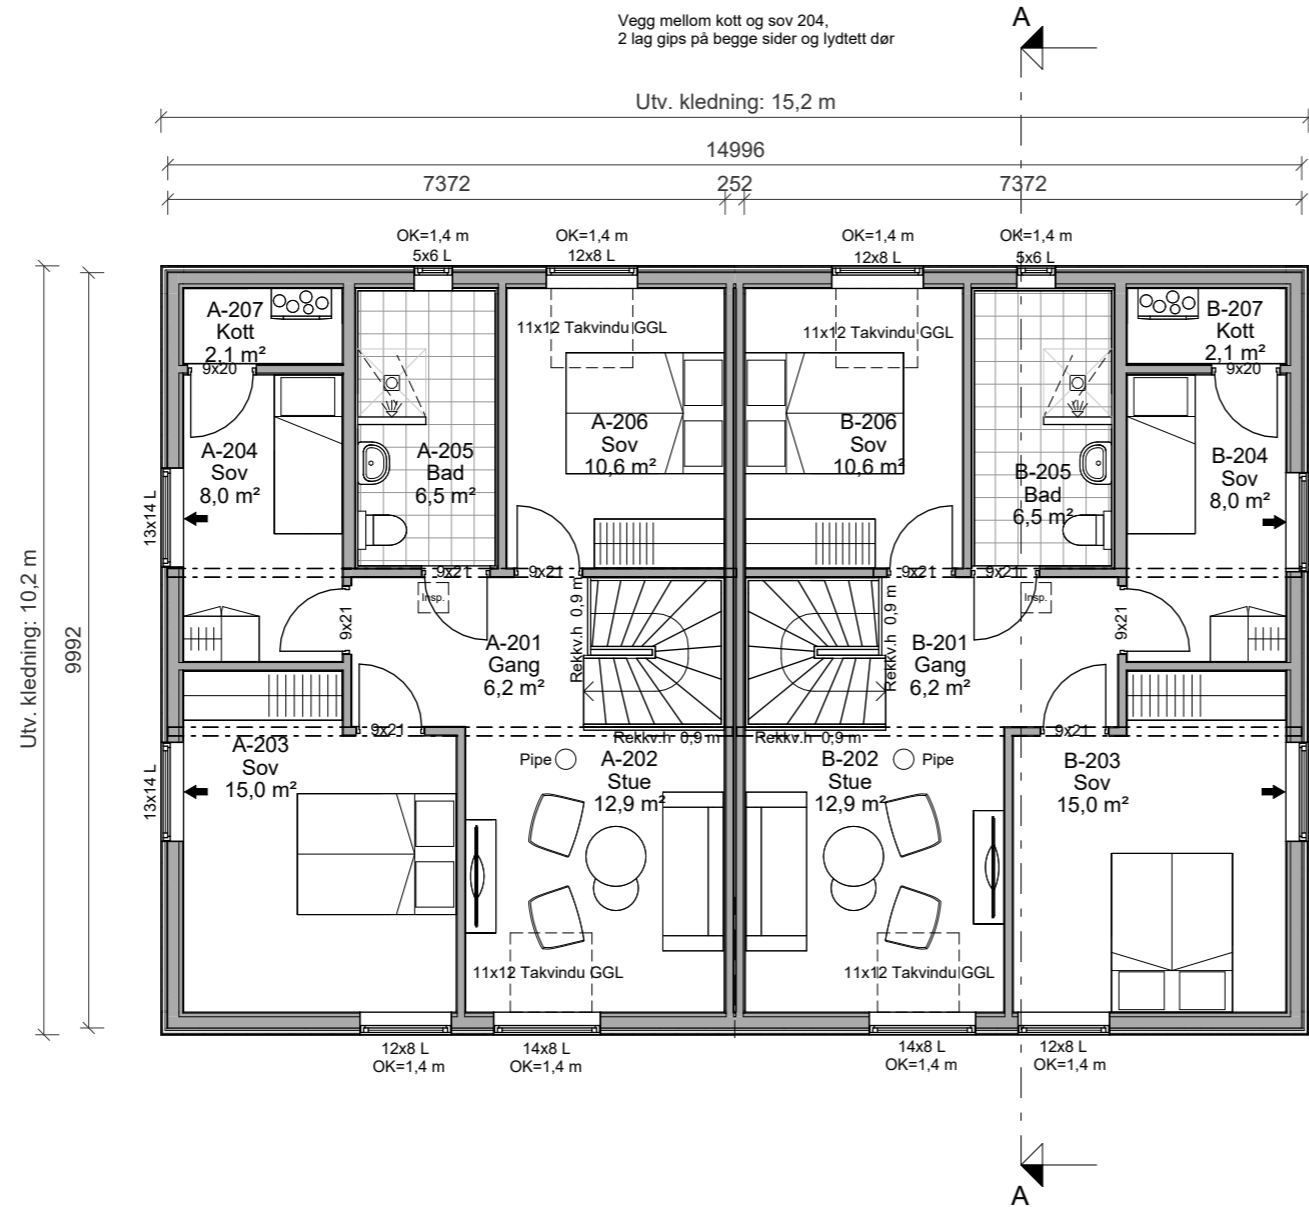 Vegg mellom kott og sov 204,
2 lag gips på begge sider og lydtett dør
A
Utv. kledning: 15,2 m
14996
7372
252
7372
OK=1,4 m
5x6 L
OK=1,4 m
12x8 L
OK=1,4 m
12x8 L
OK=1,4 m
5x6 L
Utv. kledning: 10,2 m
9992
A-207
Kott
2,1 m²
9x20
11x12 Takvindu GGL
11x12 Takvindu GGL
B-207
Kott
2,1 m²
9x20
A-204
Sov
8,0 m²
A-205
Bad
6,5 m²
A-206
Sov
10,6 m²
B-206
Sov
10,6 m²
B-205
Bad
6,5 m²
B-204
Sov
8,0 m²
13x14 L
9x21
9x21
9x21
9x21
Insp.
Insp.
9x21
A-201
Gang
6,2 m²
Rekkv.h 0,9 m
Rekkv.h 0,9 m
B-201
Gang
6,2 m²
9x21
9x21
Rekkv.h 0,9 m
Rekkv.h 0,9 m
9x21
13x14 L
A-203
Sov
15,0 m²
Pipe
A-202
Stue
12,9 m²
B-202
Stue
12,9 m²
Pipe
B-203
Sov
15,0 m²
11x12 Takvindu GGL
11x12 Takvindu GGL
12x8 L
OK=1,4 m
14x8 L
OK=1,4 m
14x8 L
OK=1,4 m
12x8 L
OK=1,4 m
A